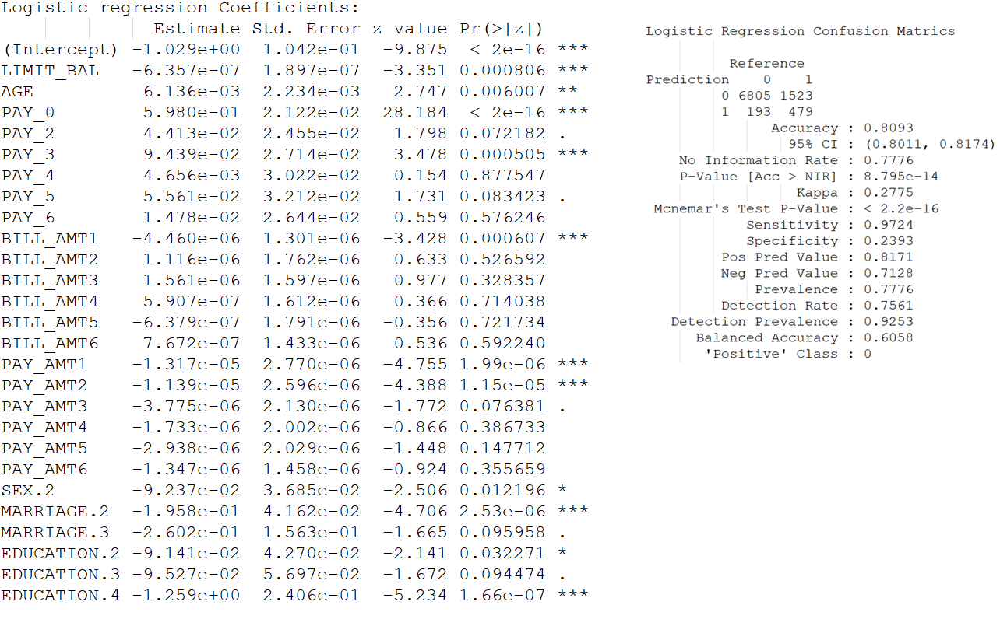 Logistic regression Coefficients:
Estimate Std. Error z value Pr(>|z|)
(Intercept) -1.029e+00 1.042e-01 -9.875 < 2e-16 ***
LIMIT_BAL -6.357e-07 1.897e-07 -3.351 0.000806 ***
AGE 6.136e-03 2.234e-03 2.747 0.006007 **
PAY_0 5.980e-01 2.122e-02 28.184 < 2e-16 ***
PAY_2 4.413e-02 2.455e-02 1.798 0.072182 .
PAY_3 9.439e-02 2.714e-02 3.478 0.000505 ***
PAY_4 4.656e-03 3.022e-02 0.154 0.877547
PAY_5 5.561e-02 3.212e-02 1.731 0.083423 .
PAY_6 1.478e-02 2.644e-02 0.559 0.576246
BILL_AMT1 -4.460e-06 1.301e-06 -3.428 0.000607 ***
BILL_AMT2 1.116e-06 1.762e-06 0.633 0.526592
BILL_AMT3 1.561e-06 1.597e-06 0.977 0.328357
BILL_AMT4 5.907e-07 1.612e-06 0.366 0.714038
BILL_AMT5 -6.379e-07 1.791e-06 -0.356 0.721734
BILL_AMT6 7.672e-07 1.433e-06 0.536 0.592240
PAY_AMT1 -1.317e-05 2.770e-06 -4.755 1.99e-06 ***
PAY_AMT2 -1.139e-05 2.596e-06 -4.388 1.15e-05 ***
PAY_AMT3 -3.775e-06 2.130e-06 -1.772 0.076381 .
PAY_AMT4 -1.733e-06 2.002e-06 -0.866 0.386733
PAY_AMT5 -2.938e-06 2.029e-06 -1.448 0.147712
PAY_AMT6 -1.347e-06 1.458e-06 -0.924 0.355659
SEX.2 -9.237e-02 3.685e-02 -2.506 0.012196 *
MARRIAGE.2 -1.958e-01 4.162e-02 -4.706 2.53e-06 ***
MARRIAGE.3 -2.602e-01 1.563e-01 -1.665 0.095958 .
EDUCATION.2 -9.141e-02 4.270e-02 -2.141 0.032271 *
EDUCATION.3 -9.527e-02 5.697e-02 -1.672 0.094474 .
EDUCATION.4 -1.259e+00 2.406e-01 -5.234 1.66e-07 ***
Logistic Regression Confusion Matrics
Reference
Prediction 0 1
0 6805 1523
1 193 479
Accuracy : 0.8093
95% CI : (0.8011, 0.8174)
No Information Rate : 0.7776
P-Value [Acc > NIR] : 8.795e-14
Kappa : 0.2775
Mcnemar's Test P-Value : < 2.2e-16
Sensitivity : 0.9724
Specificity : 0.2393
Pos Pred Value : 0.8171
Neg Pred Value : 0.7128
Prevalence : 0.7776
Detection Rate : 0.7561
Detection Prevalence : 0.9253
Balanced Accuracy : 0.6058
'Positive' Class : 0